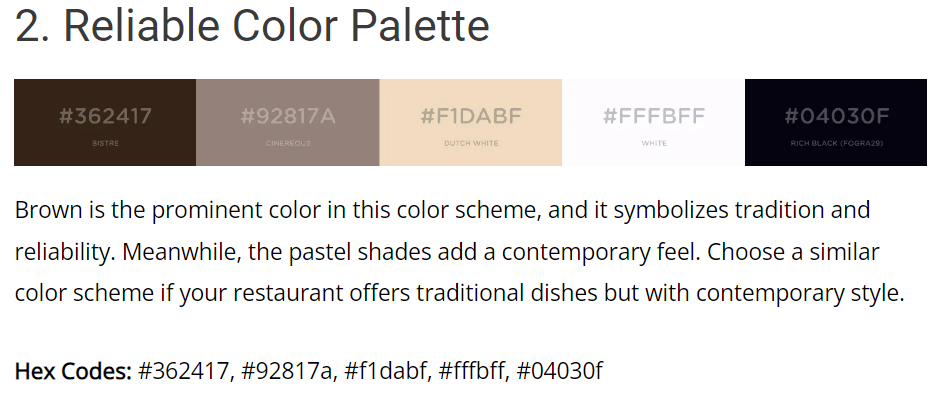 2. Reliable Color Palette
#362417 #92817A #F1DABF #FFFBFF #04030F
BISTRE CINEREOUS DUTCH WHITE WHITE RICH BLACK (FOGRA29)
Brown is the prominent color in this color scheme, and it symbolizes tradition and
reliability. Meanwhile, the pastel shades add a contemporary feel. Choose a similar
color scheme if your restaurant offers traditional dishes but with contemporary style.
Hex Codes: #362417, #92817a, #f1dabf, #fffbff, #04030f